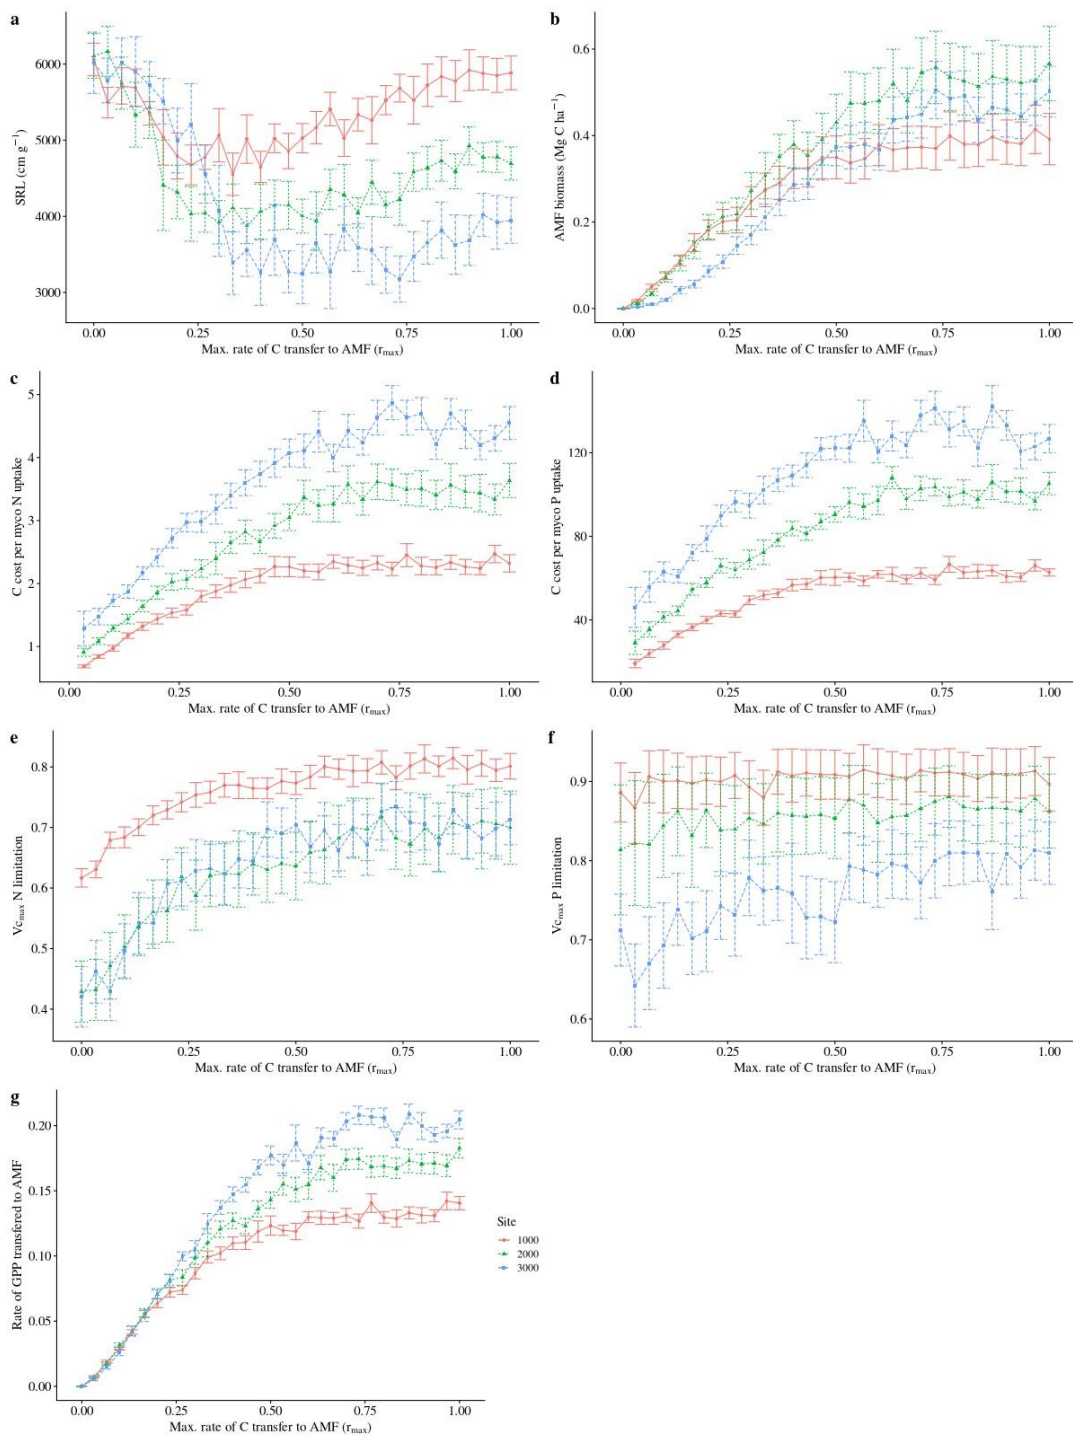 a
SRL (cm g⁻¹)
6000
5000
4000
3000
0.00 0.25 0.50 0.75 1.00
Max. rate of C transfer to AMF (rmax)
b
AMF biomass (Mg C ha⁻¹)
0.6
0.4
0.2
0.0
0.00 0.25 0.50 0.75 1.00
Max. rate of C transfer to AMF (rmax)
c
C cost per myco N uptake
5
4
3
2
1
0.00 0.25 0.50 0.75 1.00
Max. rate of C transfer to AMF (rmax)
d
C cost per myco P uptake
120
80
40
0.00 0.25 0.50 0.75 1.00
Max. rate of C transfer to AMF (rmax)
e
Vcmax N limitation
0.8
0.7
0.6
0.5
0.4
0.00 0.25 0.50 0.75 1.00
Max. rate of C transfer to AMF (rmax)
f
Vcmax P limitation
0.9
0.8
0.7
0.6
0.00 0.25 0.50 0.75 1.00
Max. rate of C transfer to AMF (rmax)
g
Rate of GPP transfered to AMF
0.20
0.15
0.10
0.05
0.00
0.00 0.25 0.50 0.75 1.00
Max. rate of C transfer to AMF (rmax)
Site
1000
2000
3000